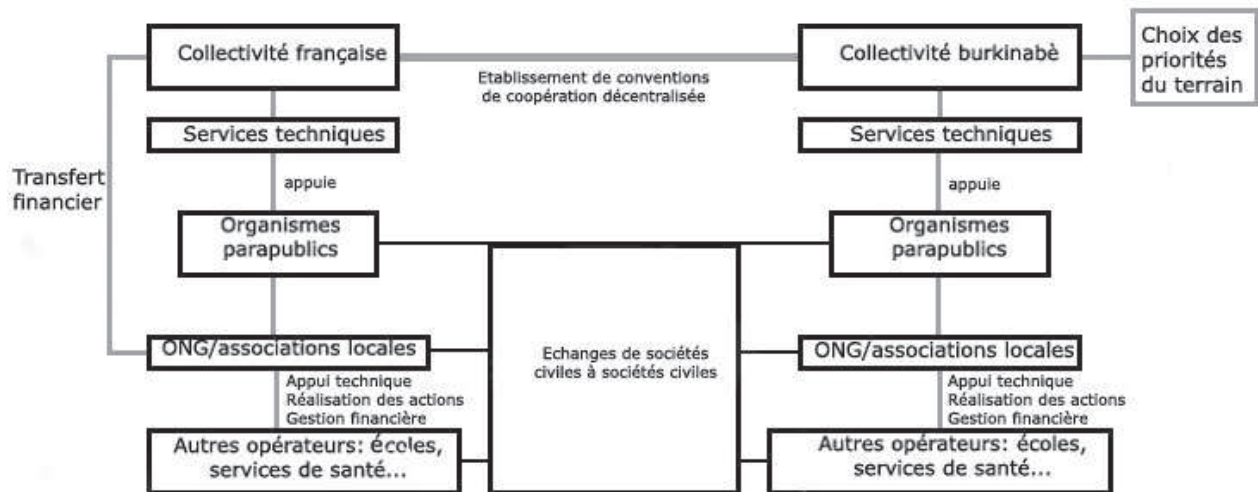 Collectivité française
Collectivité burkinabè
Choix des
priorités
du terrain
Etablissement de conventions
de coopération décentralisée
Services techniques
Services techniques
Transfert
financier
appuie
appuie
Organismes
parapublics
Organismes
parapublics
ONG/associations locales
Echanges de sociétés
civiles à sociétés civiles
ONG/associations locales
Appui technique
Réalisation des actions
Gestion financière
Appui technique
Réalisation des actions
Gestion financière
Autres opérateurs: écoles,
services de santé...
Autres opérateurs: écoles,
services de santé...